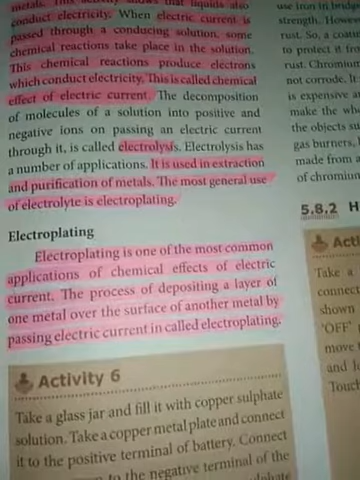 metals. This activity shows that liquids also
conduct electricity. When electric current is
passed through a conducting solution, some
chemical reactions take place in the solution.
This chemical reactions produce electrons
which conduct electricity. This is called chemical
effect of electric current. The decomposition
of molecules of a solution into positive and
negative ions on passing an electric current
through it, is called electrolysis. Electrolysis has
a number of applications. It is used in extraction
and purification of metals. The most general use
of electrolyte is electroplating.
Electroplating
Electroplating is one of the most common
applications of chemical effects of electric
current. The process of depositing a layer of
one metal over the surface of another metal by
passing electric current in called electroplating.
Activity 6
Take a glass jar and fill it with copper sulphate
solution. Take a copper metal plate and connect
it to the positive terminal of battery. Connect
to the negative terminal of the
sulphate
use iron in
strength. However
rust. So, a
to protect it
rust. Chromium
not corrode. It
is expensive
make the
the objects
gas burners,
made from a
of chromium
5.8.2 H
Take a
connect
shown
'OFF'
move
and
Touch